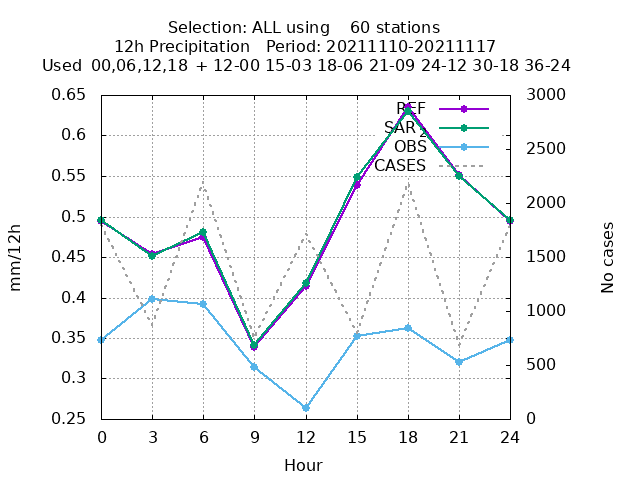 Selection: ALL using    60 stations
12h Precipitation   Period: 20211110-20211117
Used  00,06,12,18  + 12-00 15-03 18-06 21-09 24-12 30-18 36-24
0.65
0.6
0.55
0.5
0.45
0.4
0.35
0.3
0.25
mm/12h
REF
SAR 2
OBS
CASES
3000
2500
2000
1500
1000
500
0
No cases
0 3 6 9 12 15 18 21 24
Hour